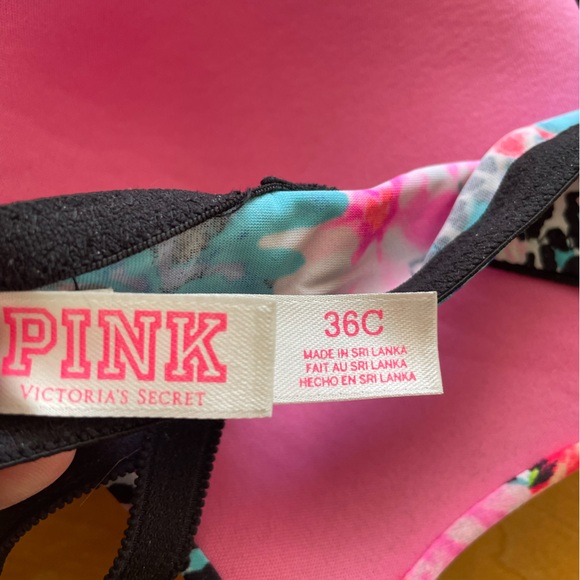 PINK
VICTORIA'S SECRET
36C
MADE IN SRI LANKA
FAIT AU SRI LANKA
HECHO EN SRI LANKA